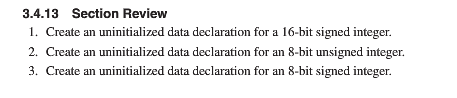 3.4.13 Section Review
1. Create an uninitialized data declaration for a 16-bit signed integer.
2. Create an uninitialized data declaration for an 8-bit unsigned integer.
3. Create an uninitialized data declaration for an 8-bit signed integer.